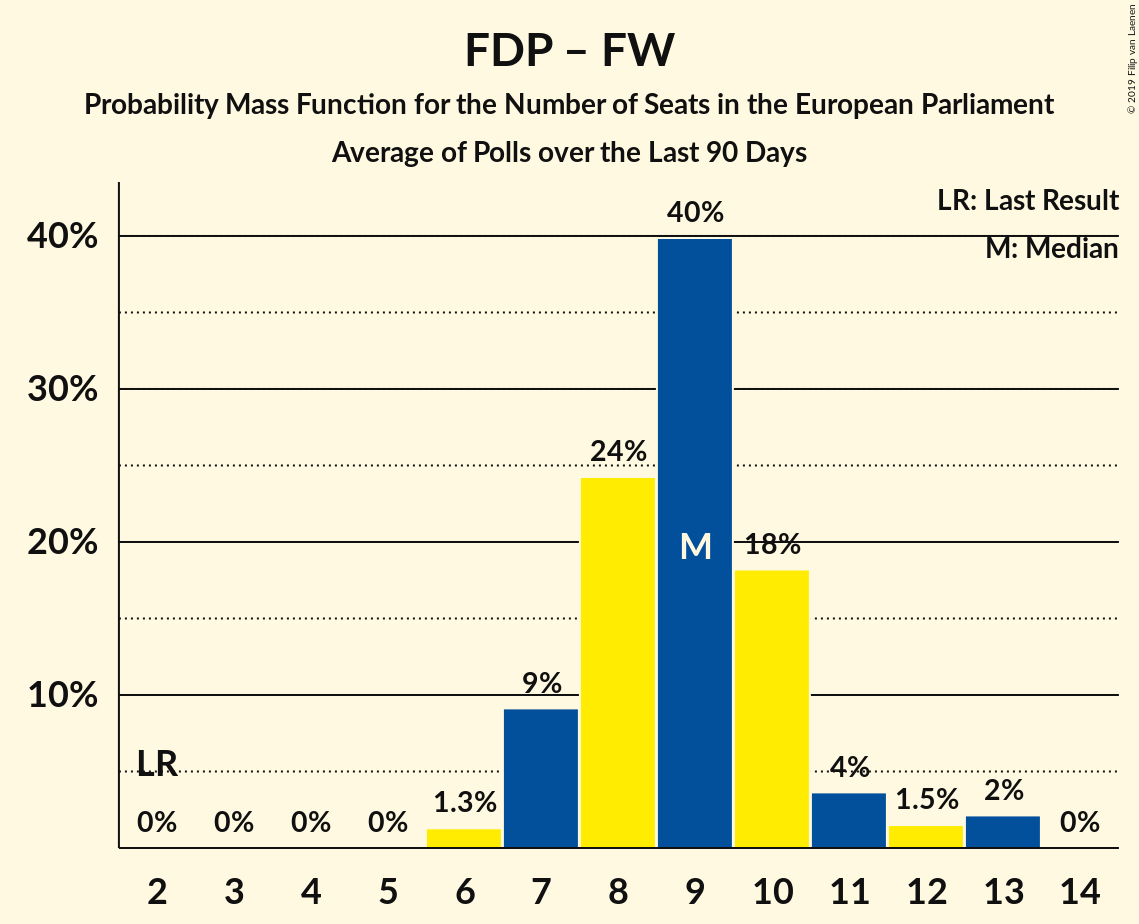 FDP – FW
Probability Mass Function for the Number of Seats in the European Parliament
Average of Polls over the Last 90 Days
© 2019 Filip van Laenen
LR: Last Result
M: Median
40%
30%
20%
10%
LR
0%
0%
0%
0%
1.3%
9%
24%
40%
M
18%
4%
1.5%
2%
0%
2 3 4 5 6 7 8 9 10 11 12 13 14